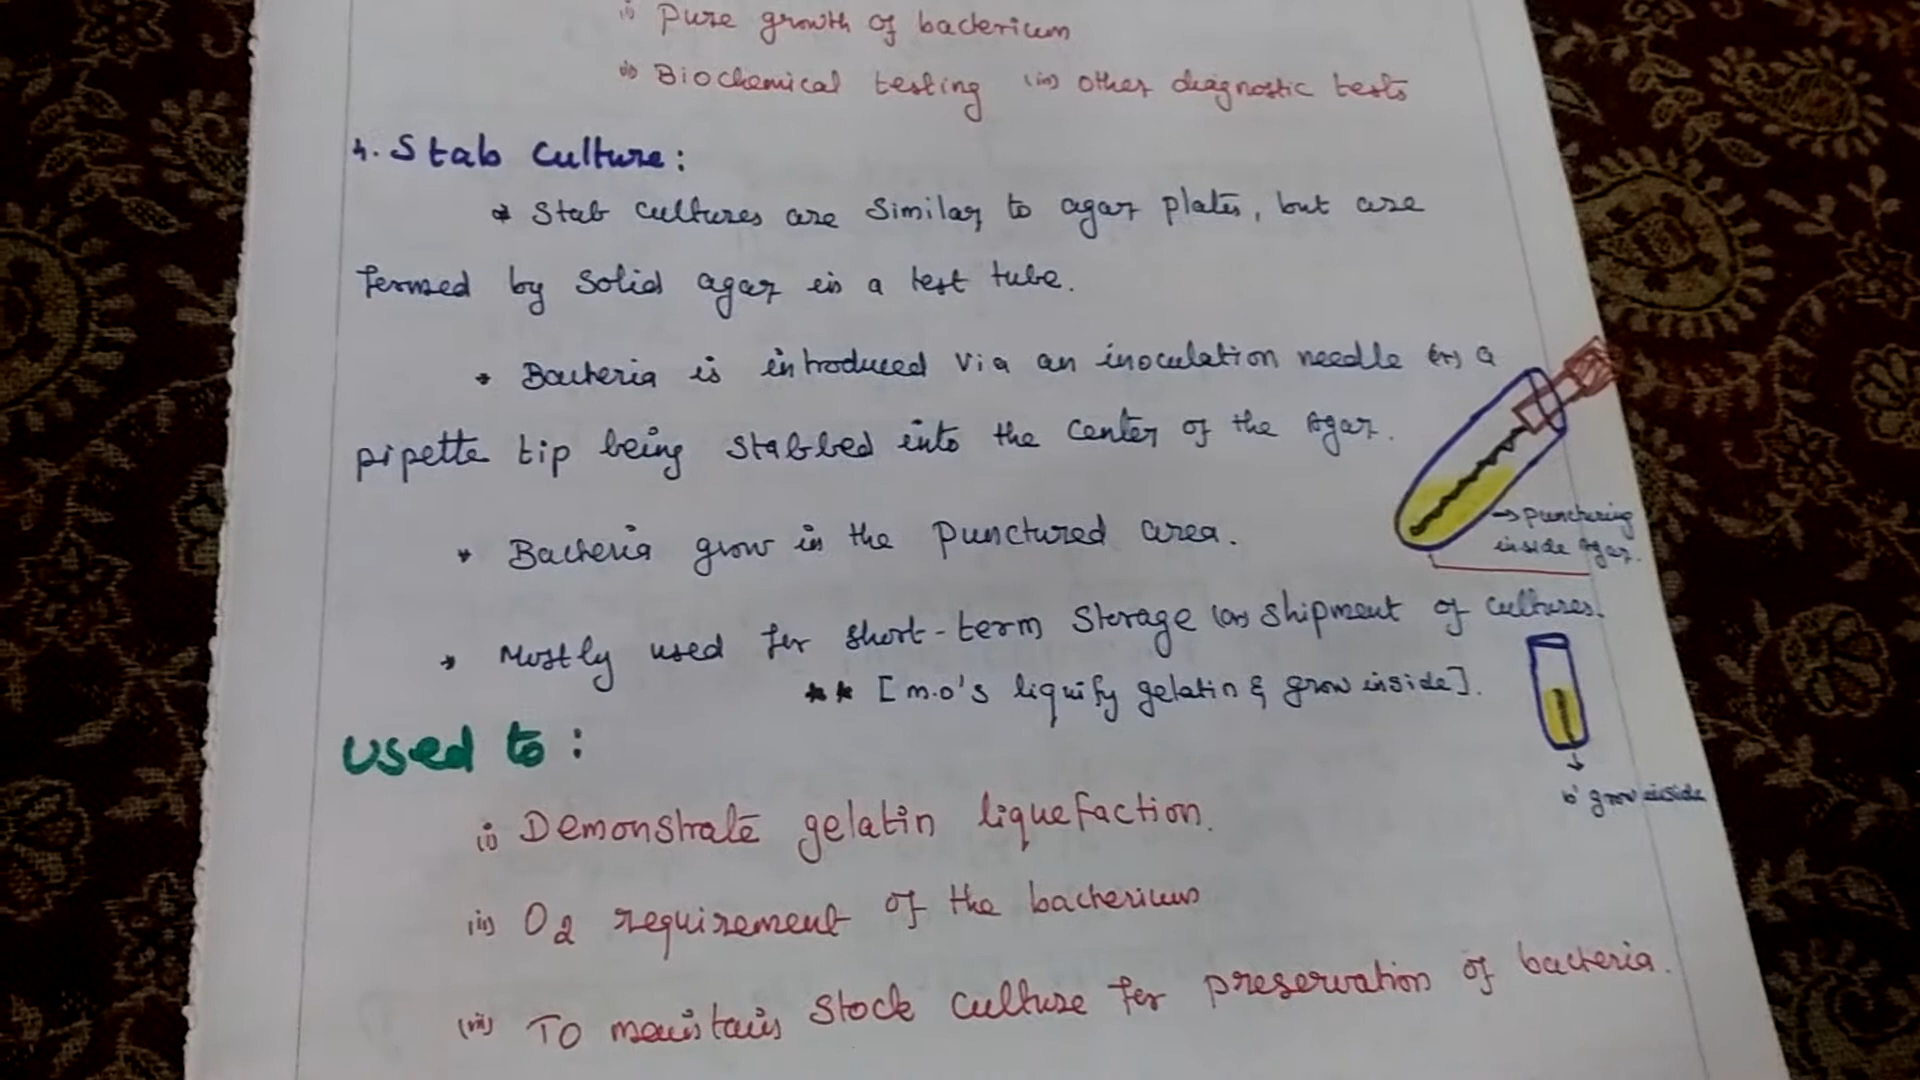 i) Pure growth of bacterium
ii) Biochemical testing (iii) other diagnostic tests
4. Stab Culture:
* Stab cultures are similar to agar plates, but are
formed by solid agar in a test tube.
* Bacteria is introduced via an inoculation needle (or) a
pipette tip being stabbed into the center of the Agar.
→ puncturing
inside Agar.
* Bacteria grow in the punctured area.
* Mostly used for short-term storage (or) shipment of cultures.
** [m.o's liquify gelatin & grow inside].
used to:
i) Demonstrate gelatin liquefaction.
b' grow inside
ii) O2 requirement of the bacterium
(iii) To maintain stock culture for preservation of bacteria.